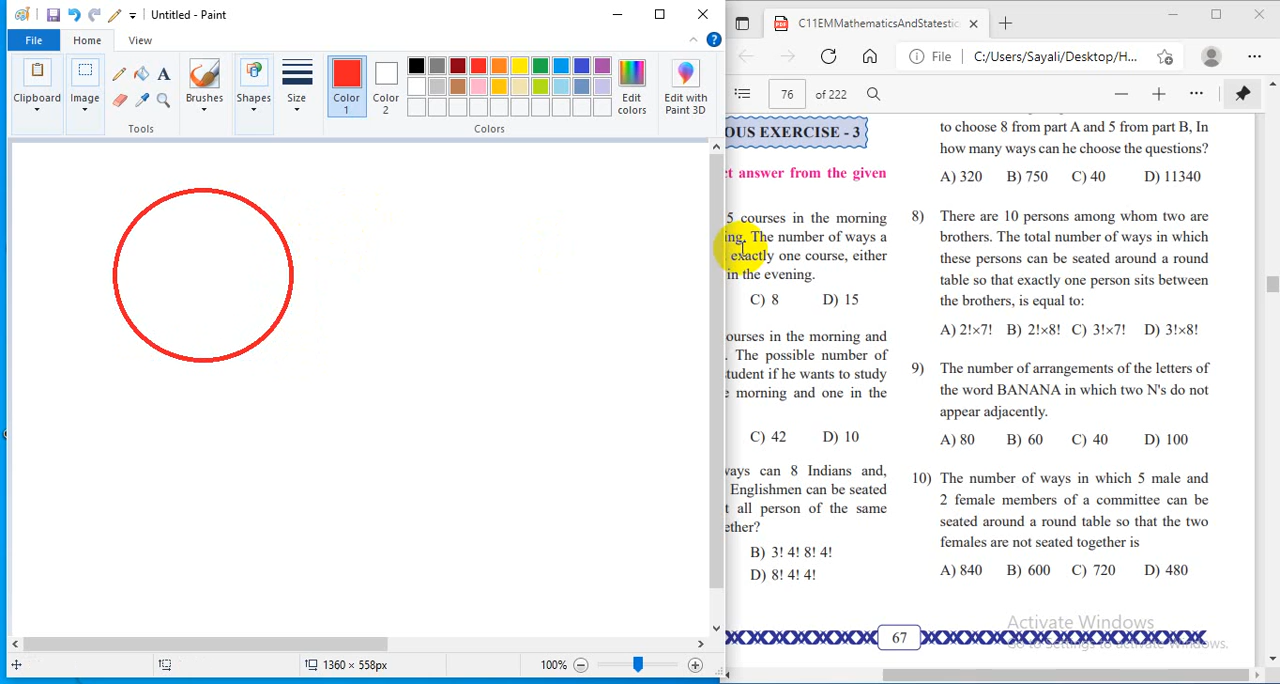 Untitled - Paint
File
Home
View
Clipboard
Image
Tools
Brushes
Shapes
Size
Color 1
Color 2
Colors
Edit colors
Edit with Paint 3D
1360 × 558px
100%
C11EMMathematicsAndStatestic
File
C:/Users/Sayali/Desktop/H...
76 of 222
OUS EXERCISE - 3
ct answer from the given
5 courses in the morning
ing. The number of ways a
exactly one course, either
in the evening.
C) 8 D) 15
ourses in the morning and
. The possible number of
tudent if he wants to study
e morning and one in the
C) 42 D) 10
ways can 8 Indians and,
Englishmen can be seated
t all person of the same
ether?
B) 3! 4! 8! 4!
D) 8! 4! 4!
to choose 8 from part A and 5 from part B, In
how many ways can he choose the questions?
A) 320 B) 750 C) 40 D) 11340
8) There are 10 persons among whom two are
brothers. The total number of ways in which
these persons can be seated around a round
table so that exactly one person sits between
the brothers, is equal to:
A) 2!×7! B) 2!×8! C) 3!×7! D) 3!×8!
9) The number of arrangements of the letters of
the word BANANA in which two N's do not
appear adjacently.
A) 80 B) 60 C) 40 D) 100
10) The number of ways in which 5 male and
2 female members of a committee can be
seated around a round table so that the two
females are not seated together is
A) 840 B) 600 C) 720 D) 480
67
Activate Windows
Go to Settings to activate Windows.